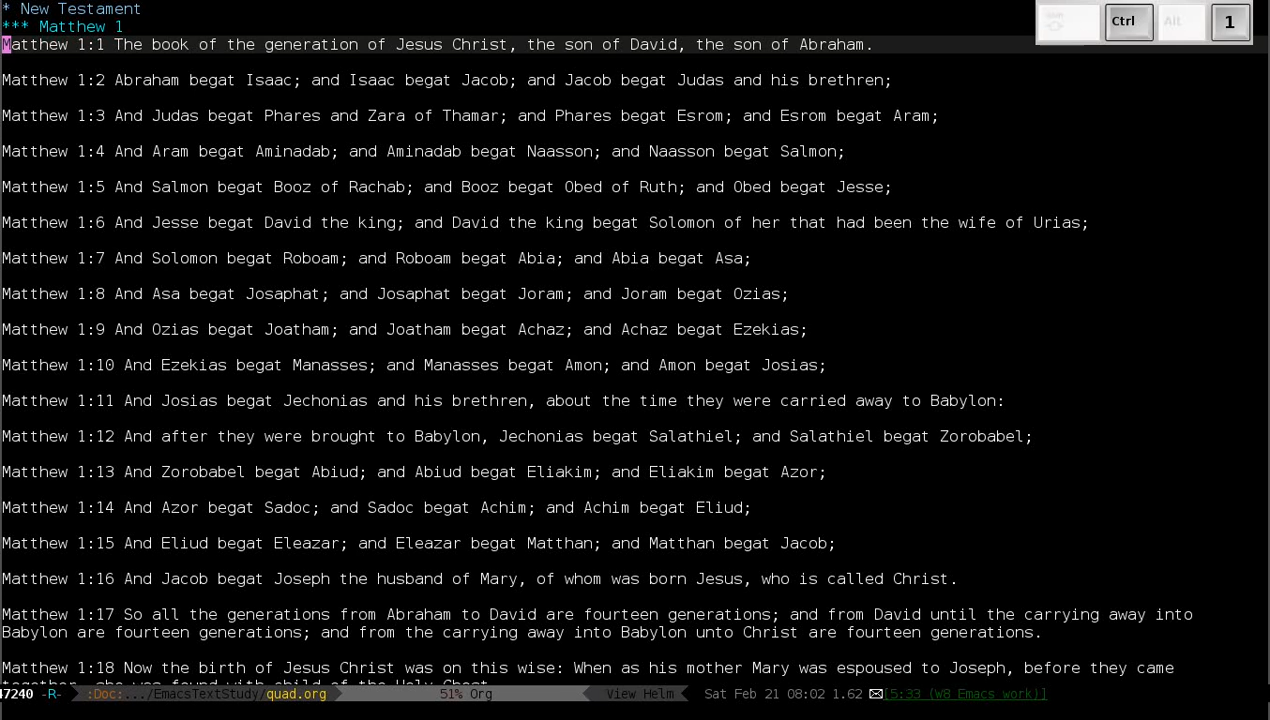 * New Testament
*** Matthew 1
Ctrl Alt 1
Matthew 1:1 The book of the generation of Jesus Christ, the son of David, the son of Abraham.
Matthew 1:2 Abraham begat Isaac; and Isaac begat Jacob; and Jacob begat Judas and his brethren;
Matthew 1:3 And Judas begat Phares and Zara of Thamar; and Phares begat Esrom; and Esrom begat Aram;
Matthew 1:4 And Aram begat Aminadab; and Aminadab begat Naasson; and Naasson begat Salmon;
Matthew 1:5 And Salmon begat Booz of Rachab; and Booz begat Obed of Ruth; and Obed begat Jesse;
Matthew 1:6 And Jesse begat David the king; and David the king begat Solomon of her that had been the wife of Urias;
Matthew 1:7 And Solomon begat Roboam; and Roboam begat Abia; and Abia begat Asa;
Matthew 1:8 And Asa begat Josaphat; and Josaphat begat Joram; and Joram begat Ozias;
Matthew 1:9 And Ozias begat Joatham; and Joatham begat Achaz; and Achaz begat Ezekias;
Matthew 1:10 And Ezekias begat Manasses; and Manasses begat Amon; and Amon begat Josias;
Matthew 1:11 And Josias begat Jechonias and his brethren, about the time they were carried away to Babylon:
Matthew 1:12 And after they were brought to Babylon, Jechonias begat Salathiel; and Salathiel begat Zorobabel;
Matthew 1:13 And Zorobabel begat Abiud; and Abiud begat Eliakim; and Eliakim begat Azor;
Matthew 1:14 And Azor begat Sadoc; and Sadoc begat Achim; and Achim begat Eliud;
Matthew 1:15 And Eliud begat Eleazar; and Eleazar begat Matthan; and Matthan begat Jacob;
Matthew 1:16 And Jacob begat Joseph the husband of Mary, of whom was born Jesus, who is called Christ.
Matthew 1:17 So all the generations from Abraham to David are fourteen generations; and from David until the carrying away into
Babylon are fourteen generations; and from the carrying away into Babylon unto Christ are fourteen generations.
Matthew 1:18 Now the birth of Jesus Christ was on this wise: When as his mother Mary was espoused to Joseph, before they came
together, she was found with child of the Holy Ghost.
47240 -R- :Doc:.../EmacsTextStudy/quad.org 51% Org View Helm Sat Feb 21 08:02 1.62 [5:33 (W8 Emacs work)]